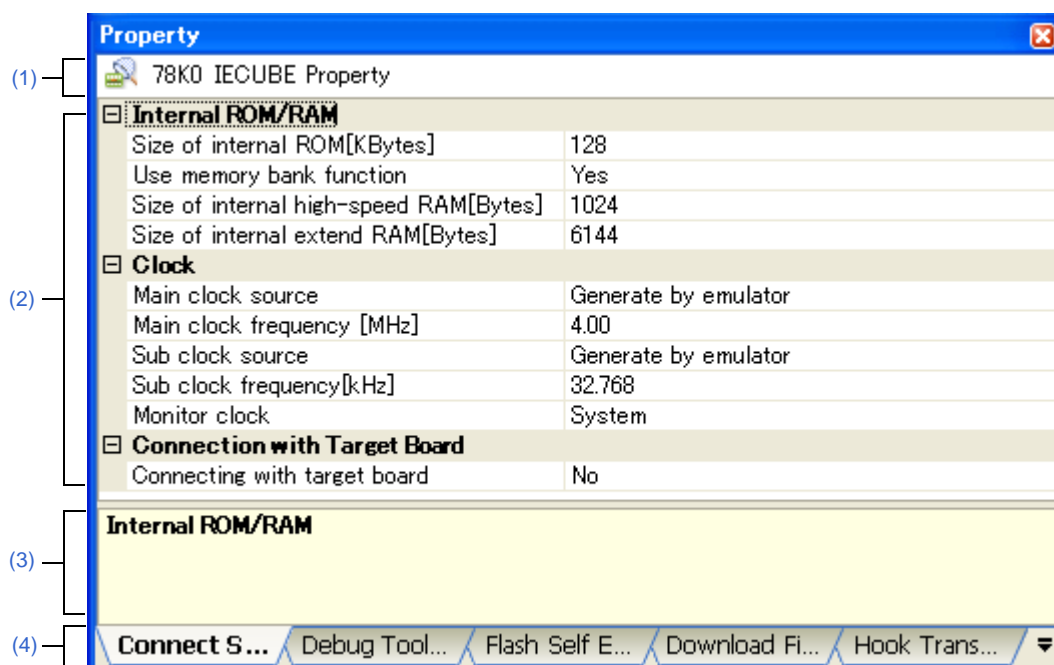 Property
(1)
78K0 IECUBE Property
Internal ROM/RAM
Size of internal ROM[KBytes] 128
Use memory bank function Yes
Size of internal high-speed RAM[Bytes] 1024
Size of internal extend RAM[Bytes] 6144
Clock
(2)
Main clock source Generate by emulator
Main clock frequency [MHz] 4.00
Sub clock source Generate by emulator
Sub clock frequency[kHz] 32.768
Monitor clock System
Connection with Target Board
Connecting with target board No
Internal ROM/RAM
(3)
(4)
Connect S... Debug Tool... Flash Self E... Download Fi... Hook Trans...